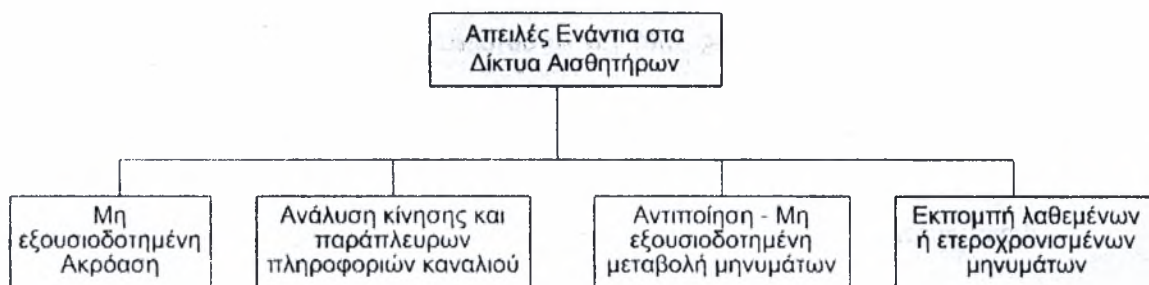 Απειλές Ενάντια στα
Δίκτυα Αισθητήρων
Μη
εξουσιοδοτημένη
Ακρόαση
Ανάλυση κίνησης και
παράπλευρων
πληροφοριών καναλιού
Αντιποίηση - Μη
εξουσιοδοτημένη
μεταβολή μηνυμάτων
Εκπομπή λαθεμένων
ή ετεροχρονισμένων
μηνυμάτων